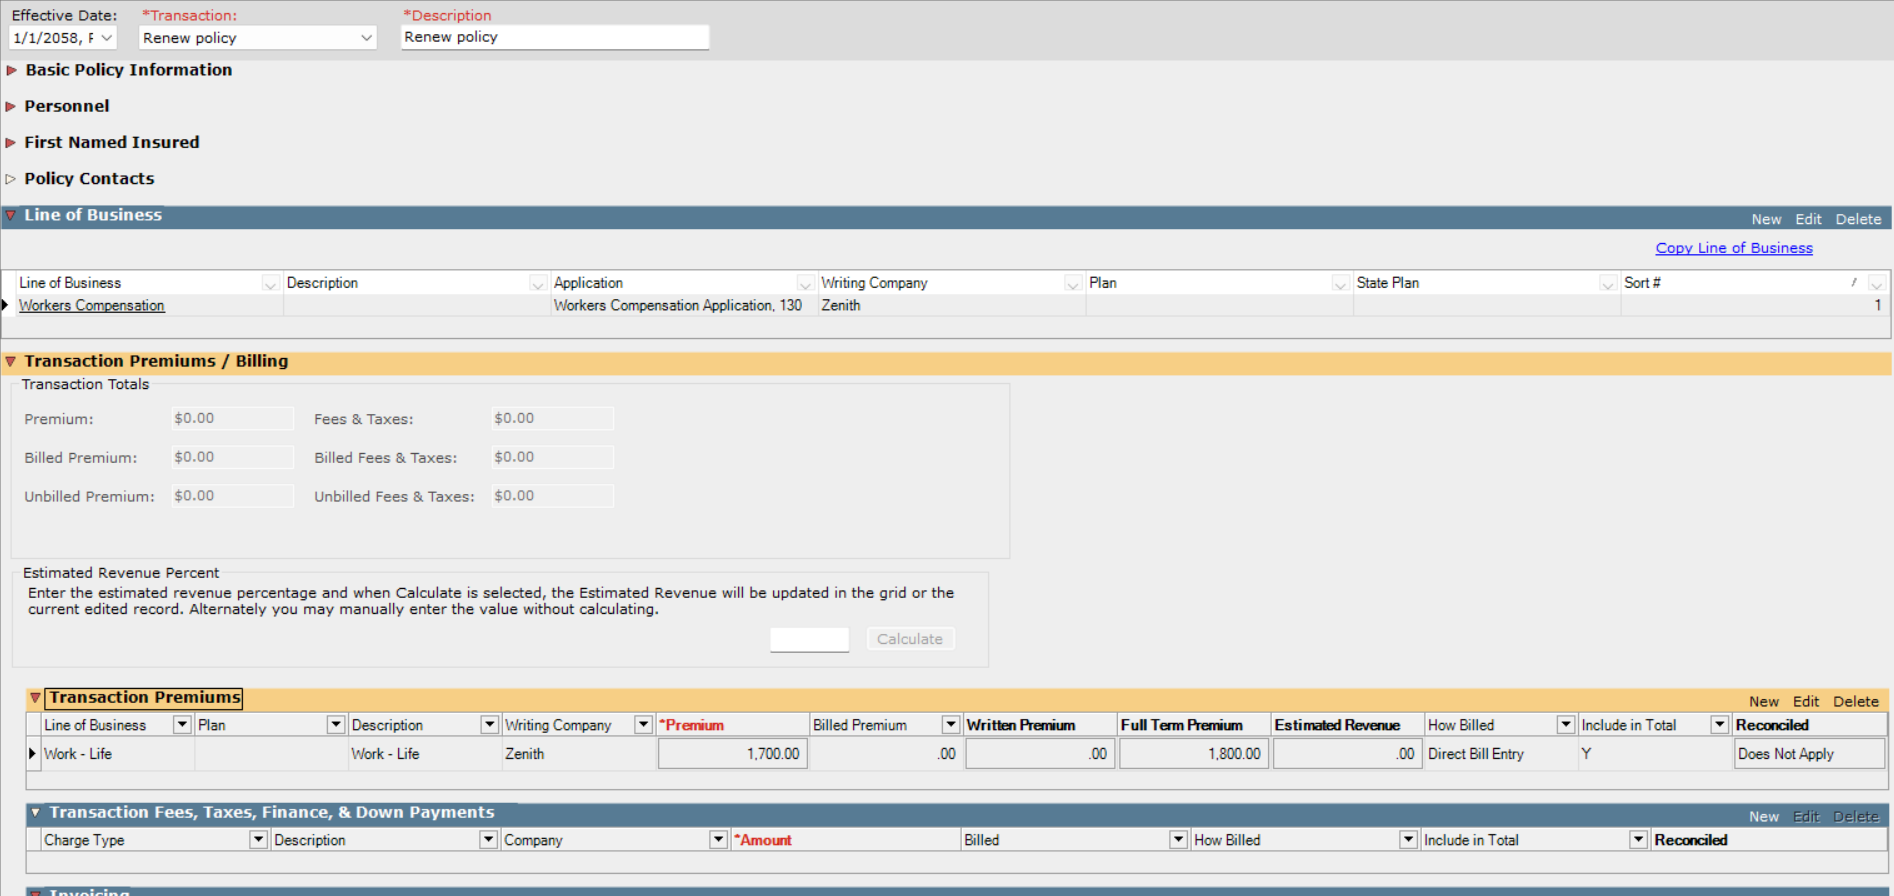 Effective Date: *Transaction: *Description
1/1/2058, F Renew policy Renew policy
Basic Policy Information
Personnel
First Named Insured
Policy Contacts
Line of Business New Edit Delete
Copy Line of Business
Line of Business Description Application Writing Company Plan State Plan Sort #
Workers Compensation Workers Compensation Application, 130 Zenith 1
Transaction Premiums / Billing
Transaction Totals
Premium: $0.00 Fees & Taxes: $0.00
Billed Premium: $0.00 Billed Fees & Taxes: $0.00
Unbilled Premium: $0.00 Unbilled Fees & Taxes: $0.00
Estimated Revenue Percent
Enter the estimated revenue percentage and when Calculate is selected, the Estimated Revenue will be updated in the grid or the
current edited record. Alternately you may manually enter the value without calculating.
Calculate
Transaction Premiums New Edit Delete
Line of Business Plan Description Writing Company *Premium Billed Premium Written Premium Full Term Premium Estimated Revenue How Billed Include in Total Reconciled
Work - Life Work - Life Zenith 1,700.00 .00 .00 1,800.00 .00 Direct Bill Entry Y Does Not Apply
Transaction Fees, Taxes, Finance, & Down Payments New Edit Delete
Charge Type Description Company *Amount Billed How Billed Include in Total Reconciled
Invoicing